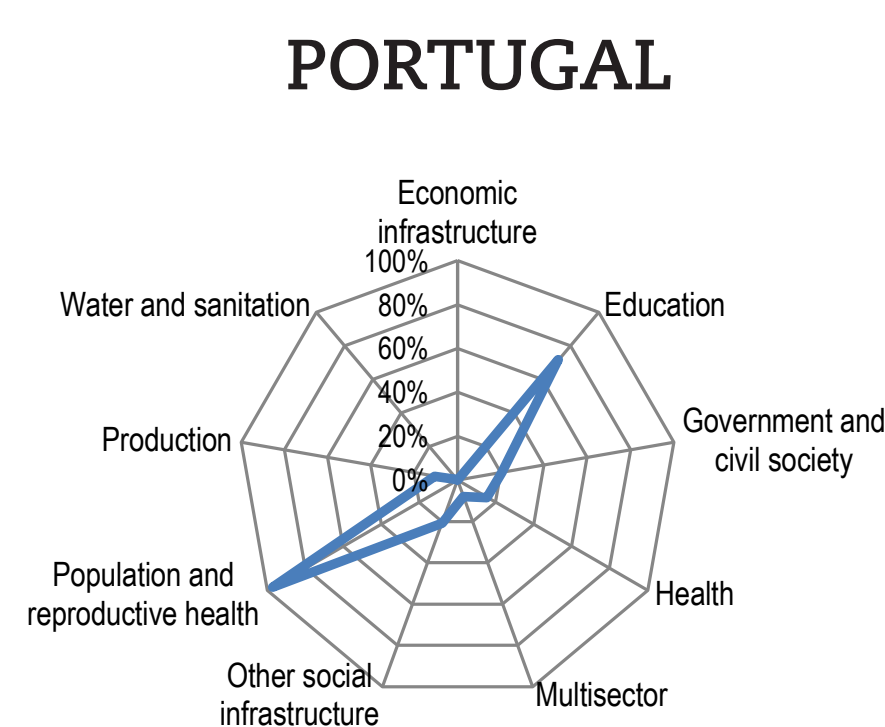 PORTUGAL
Economic
infrastructure
100%
Water and sanitation
80%
Education
60%
40%
Production
20%
Government and
civil society
0%
Population and
reproductive health
Health
Other social
infrastructure
Multisector